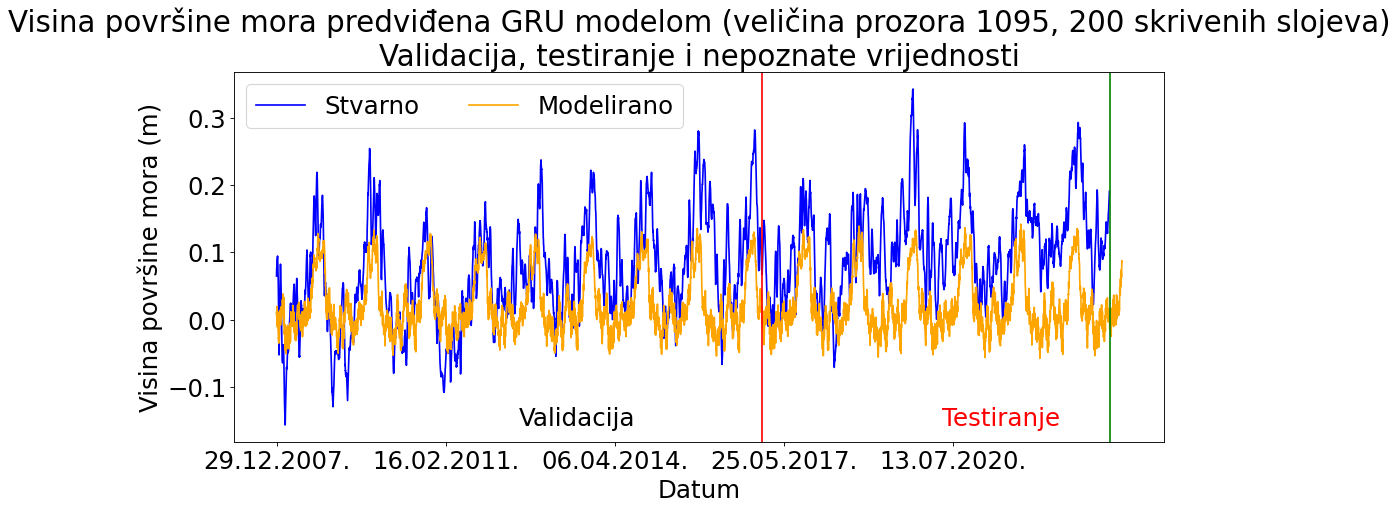 Visina površine mora predviđena GRU modelom (veličina prozora 1095, 200 skrivenih slojeva)
Validacija, testiranje i nepoznate vrijednosti
Stvarno
Modelirano
Visina površine mora (m)
0.3
0.2
0.1
0.0
−0.1
Validacija
Testiranje
29.12.2007.
16.02.2011.
06.04.2014.
25.05.2017.
13.07.2020.
Datum